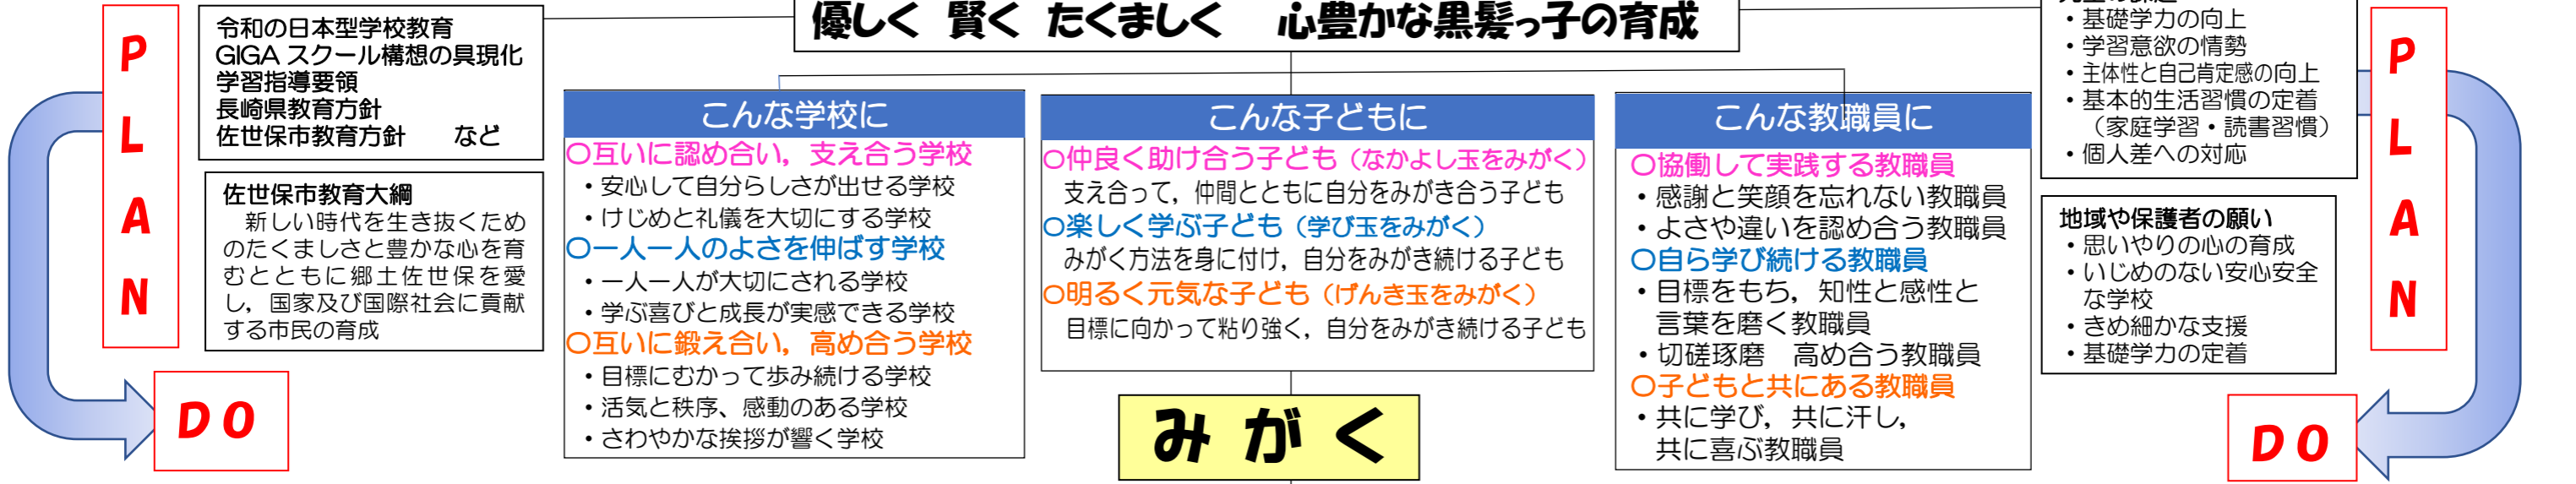 優しく 賢く たくましく 心豊かな黒髪っ子の育成
PLAN
令和の日本型学校教育
GIGA スクール構想の具現化
学習指導要領
長崎県教育方針
佐世保市教育方針 など
佐世保市教育大綱
新しい時代を生き抜くため
のたくましさと豊かな心を育
むとともに郷土佐世保を愛
し，国家及び国際社会に貢献
する市民の育成
DO
こんな学校に
○互いに認め合い，支え合う学校
・安心して自分らしさが出せる学校
・けじめと礼儀を大切にする学校
○一人一人のよさを伸ばす学校
・一人一人が大切にされる学校
・学ぶ喜びと成長が実感できる学校
○互いに鍛え合い，高め合う学校
・目標にむかって歩み続ける学校
・活気と秩序、感動のある学校
・さわやかな挨拶が響く学校
こんな子どもに
○仲良く助け合う子ども（なかよし玉をみがく）
支え合って，仲間とともに自分をみがき合う子ども
○楽しく学ぶ子ども（学び玉をみがく）
みがく方法を身に付け，自分をみがき続ける子ども
○明るく元気な子ども（げんき玉をみがく）
目標に向かって粘り強く，自分をみがき続ける子ども
みがく
こんな教職員に
○協働して実践する教職員
・感謝と笑顔を忘れない教職員
・よさや違いを認め合う教職員
○自ら学び続ける教職員
・目標をもち，知性と感性と
言葉を磨く教職員
・切磋琢磨 高め合う教職員
○子どもと共にある教職員
・共に学び，共に汗し，
共に喜ぶ教職員
・基礎学力の向上
・学習意欲の情勢
・主体性と自己肯定感の向上
・基本的生活習慣の定着
（家庭学習・読書習慣）
・個人差への対応
地域や保護者の願い
・思いやりの心の育成
・いじめのない安心安全
な学校
・きめ細かな支援
・基礎学力の定着
PLAN
DO